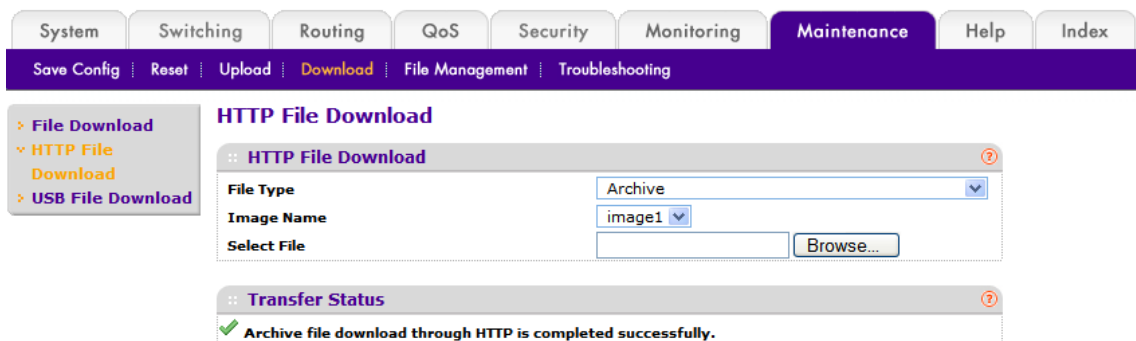 System Switching Routing QoS Security Monitoring Maintenance Help Index
Save Config Reset Upload Download File Management Troubleshooting
File Download
HTTP File
Download
USB File Download
HTTP File Download
HTTP File Download ?
File Type Archive
Image Name image1
Select File Browse...
Transfer Status ?
Archive file download through HTTP is completed successfully.